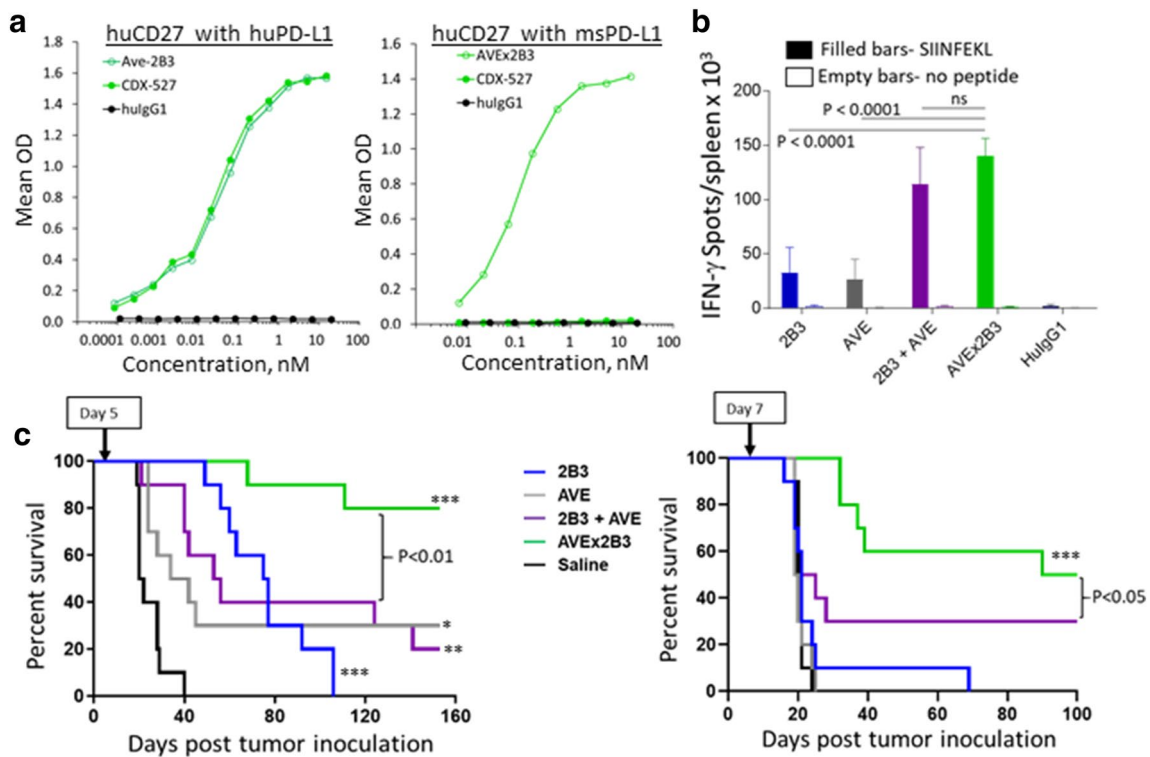 a
huCD27 with huPD-L1
Ave-2B3
CDX-527
huIgG1
1.8
1.6
1.4
1.2
1.0
0.8
0.6
0.4
0.2
0.0
Mean OD
0.0001 0.001 0.01 0.1 1 10 100
Concentration, nM
huCD27 with msPD-L1
AVEx2B3
CDX-527
huIgG1
1.6
1.4
1.2
1.0
0.8
0.6
0.4
0.2
0.0
Mean OD
0.01 0.1 1 10 100
Concentration, nM
b
Filled bars- SIINFEKL
Empty bars- no peptide
200
150
100
50
0
IFN-γ Spots/spleen x 10³
ns
P < 0.0001
P < 0.0001
2B3
AVE
2B3 + AVE
AVEx2B3
HuIgG1
c
Day 5
100
80
60
40
20
0
Percent survival
0 40 80 120 160
Days post tumor inoculation
***
P<0.01
*
**
***
2B3
AVE
2B3 + AVE
AVEx2B3
Saline
Day 7
100
80
60
40
20
0
Percent survival
0 20 40 60 80 100
Days post tumor inoculation
***
P<0.05